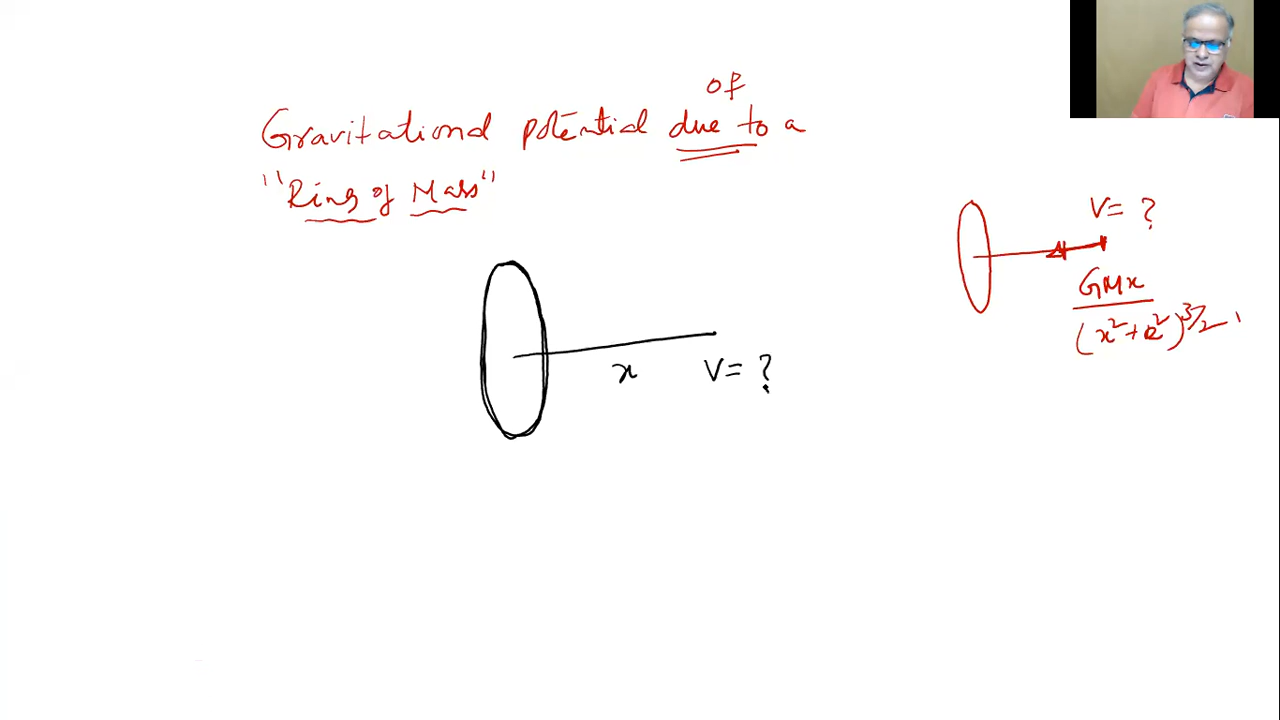 of
Gravitational potential due to a
"Ring of Mass"
V= ?
GMx
(x²+a²)^3/2
x
V= ?